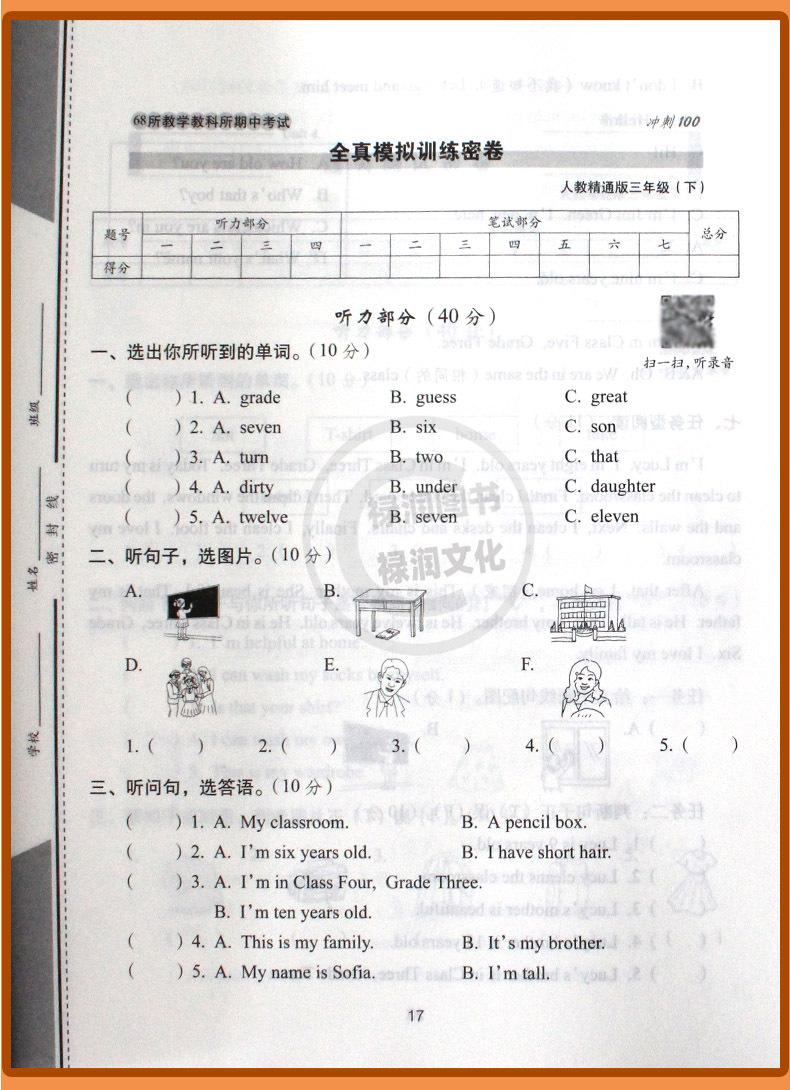 68所教学教科所期中考试 冲刺100
全真模拟训练密卷
人教精通版三年级（下）
题号 听力部分 笔试部分 总分
一 二 三 四 一 二 三 四 五 六 七
得分
听力部分（40分）
扫一扫，听录音
一、选出你所听到的单词。（10分）
（ ）1. A. grade B. guess C. great
（ ）2. A. seven B. six C. son
（ ）3. A. turn B. two C. that
（ ）4. A. dirty B. under C. daughter
（ ）5. A. twelve B. seven C. eleven
二、听句子，选图片。（10分）
A. B. C.
D. E. F.
1.（ ） 2.（ ） 3.（ ） 4.（ ） 5.（ ）
三、听问句，选答语。（10分）
（ ）1. A. My classroom. B. A pencil box.
（ ）2. A. I'm six years old. B. I have short hair.
（ ）3. A. I'm in Class Four, Grade Three.
B. I'm ten years old.
（ ）4. A. This is my family. B. It's my brother.
（ ）5. A. My name is Sofia. B. I'm tall.
17
学校
姓名
班级
密封线
禄润图书
禄润文化